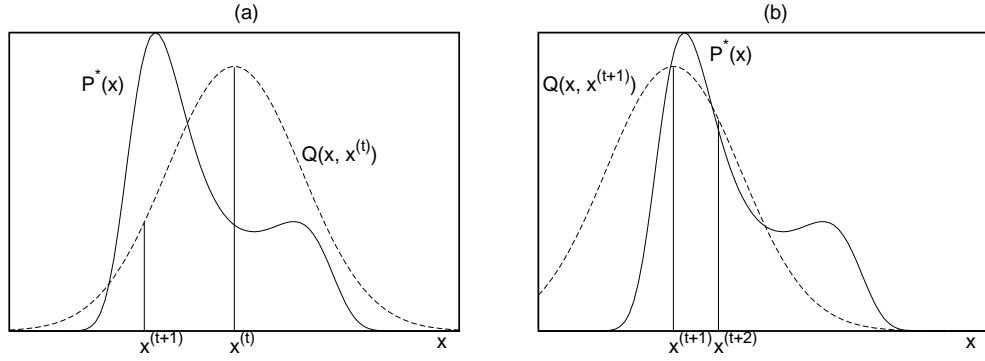 (a)
P*(x)
Q(x, x^(t))
x^(t+1)
x^(t)
x
(b)
Q(x, x^(t+1))
P*(x)
x^(t+1)
x^(t+2)
x